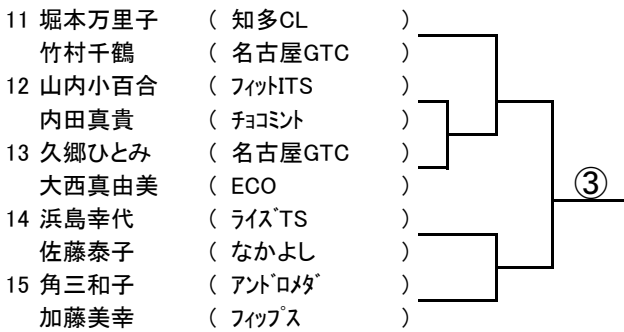 11 堀本万里子 ( 知多CL )
竹村千鶴 ( 名古屋GTC )
12 山内小百合 ( フィットITS )
内田真貴 ( チョコミント )
13 久郷ひとみ ( 名古屋GTC )
大西真由美 ( ECO )
③
14 浜島幸代 ( ライズTS )
佐藤泰子 ( なかよし )
15 角三和子 ( アンドロメダ )
加藤美幸 ( フィップス )